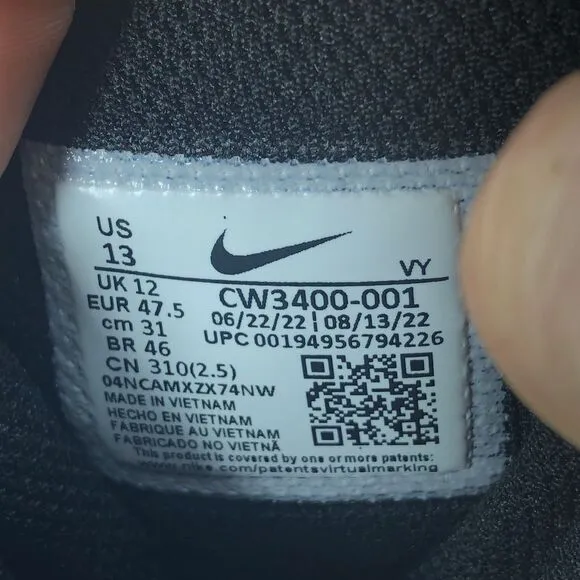 US
13
VY
UK 12
EUR 47.5
cm 31
BR 46
CN 310(2.5)
04NCAMXZX74NW
CW3400-001
06/22/22 | 08/13/22
UPC 00194956794226
MADE IN VIETNAM
HECHO EN VIETNAM
FABRIQUE AU VIETNAM
FABRICADO NO VIETNÃ
This product is covered by one or more patents:
www.nike.com/patentsvirtualmarking